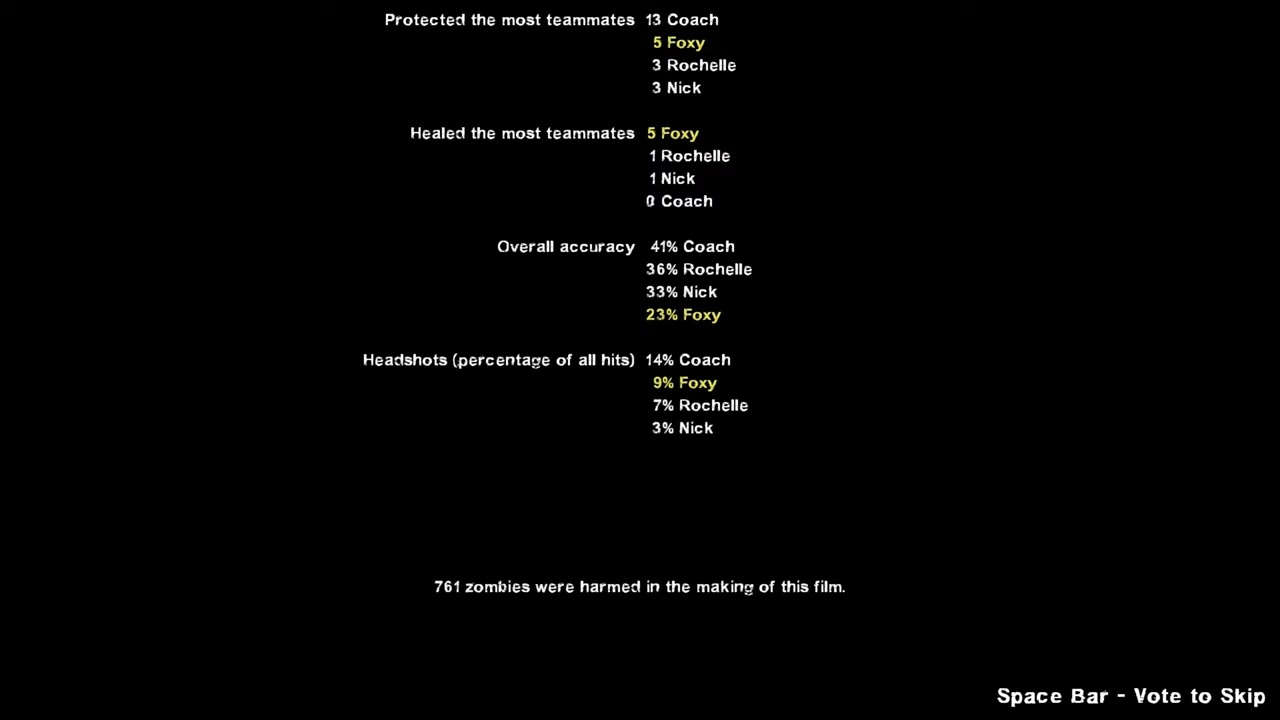 Protected the most teammates 13 Coach
5 Foxy
3 Rochelle
3 Nick
Healed the most teammates 5 Foxy
1 Rochelle
1 Nick
0 Coach
Overall accuracy 41% Coach
36% Rochelle
33% Nick
23% Foxy
Headshots (percentage of all hits) 14% Coach
9% Foxy
7% Rochelle
3% Nick
761 zombies were harmed in the making of this film.
Space Bar - Vote to Skip